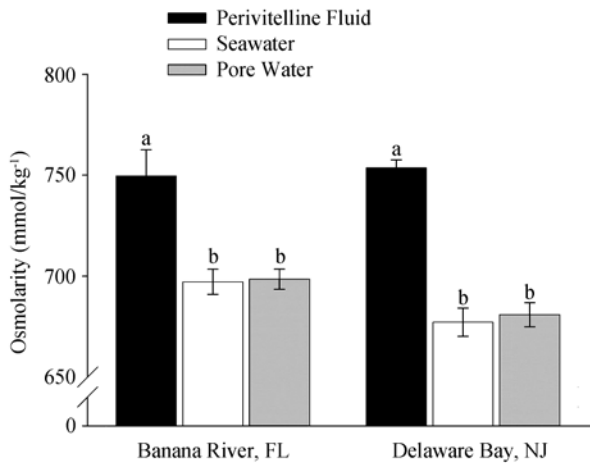 Perivitelline Fluid
Seawater
Pore Water
800
750
700
650
0
Osmolarity (mmol/kg⁻¹)
a
b
b
a
b
b
Banana River, FL
Delaware Bay, NJ